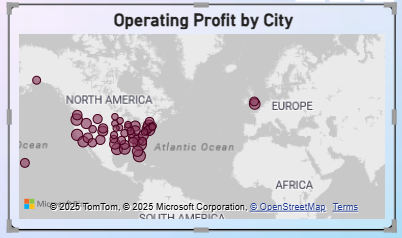 Operating Profit by City
NORTH AMERICA
EUROPE
Ocean
Atlantic Ocean
AFRICA
© 2025 TomTom, © 2025 Microsoft Corporation, © OpenStreetMap Terms
SOUTH AMERICA